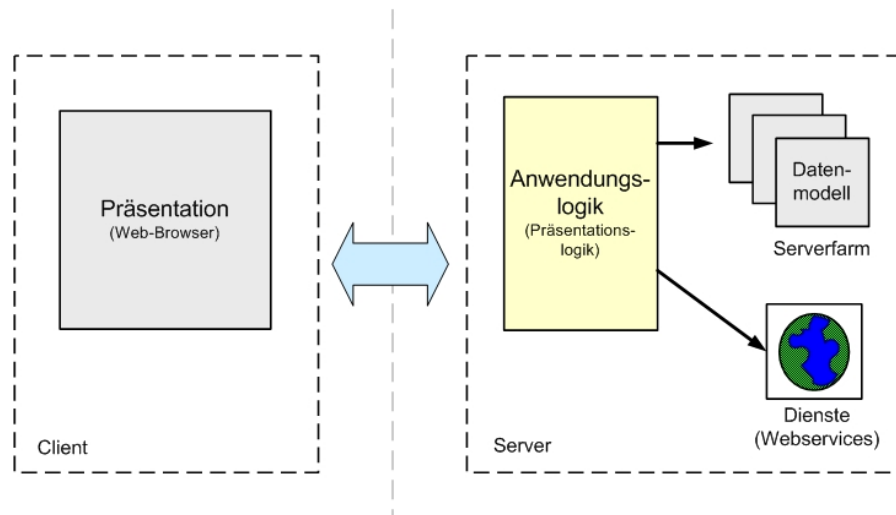 Präsentation
(Web-Browser)
Client
Anwendungs-
logik
(Präsentations-
logik)
Daten-
modell
Serverfarm
Dienste
(Webservices)
Server